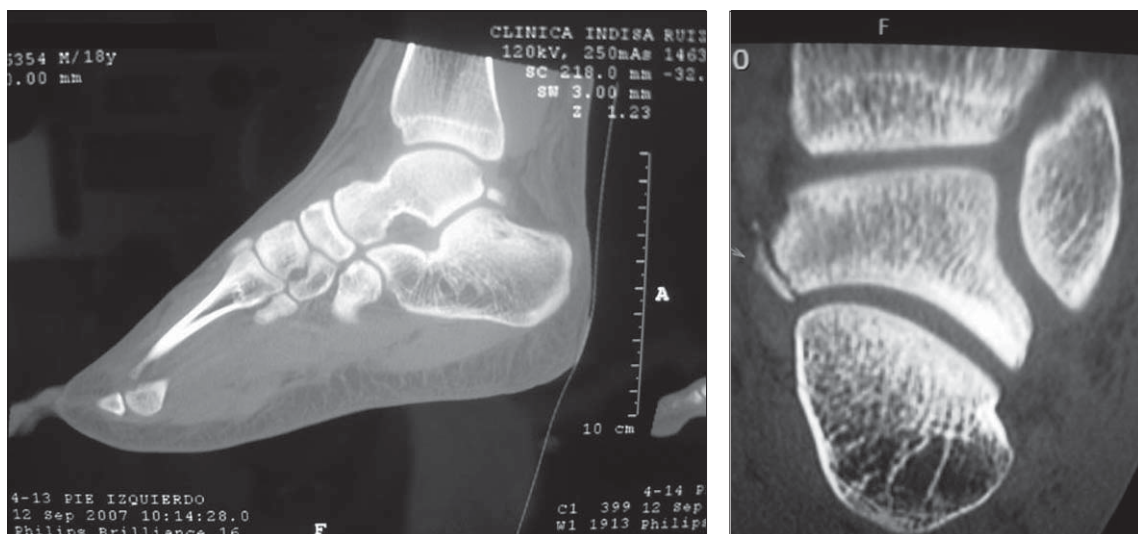 6354 M/18y
0.00 mm
CLINICA INDISA RUIZ
120kV, 250mAs 1463
SC 218.0 mm -32.
SW 3.00 mm
Z 1.23
A
10 cm
4-13 PIE IZQUIERDO
12 Sep 2007 10:14:28.0
Philips Brilliance 16
F
4-14 P
C1 399 12 Sep
W1 1913 Philips
F